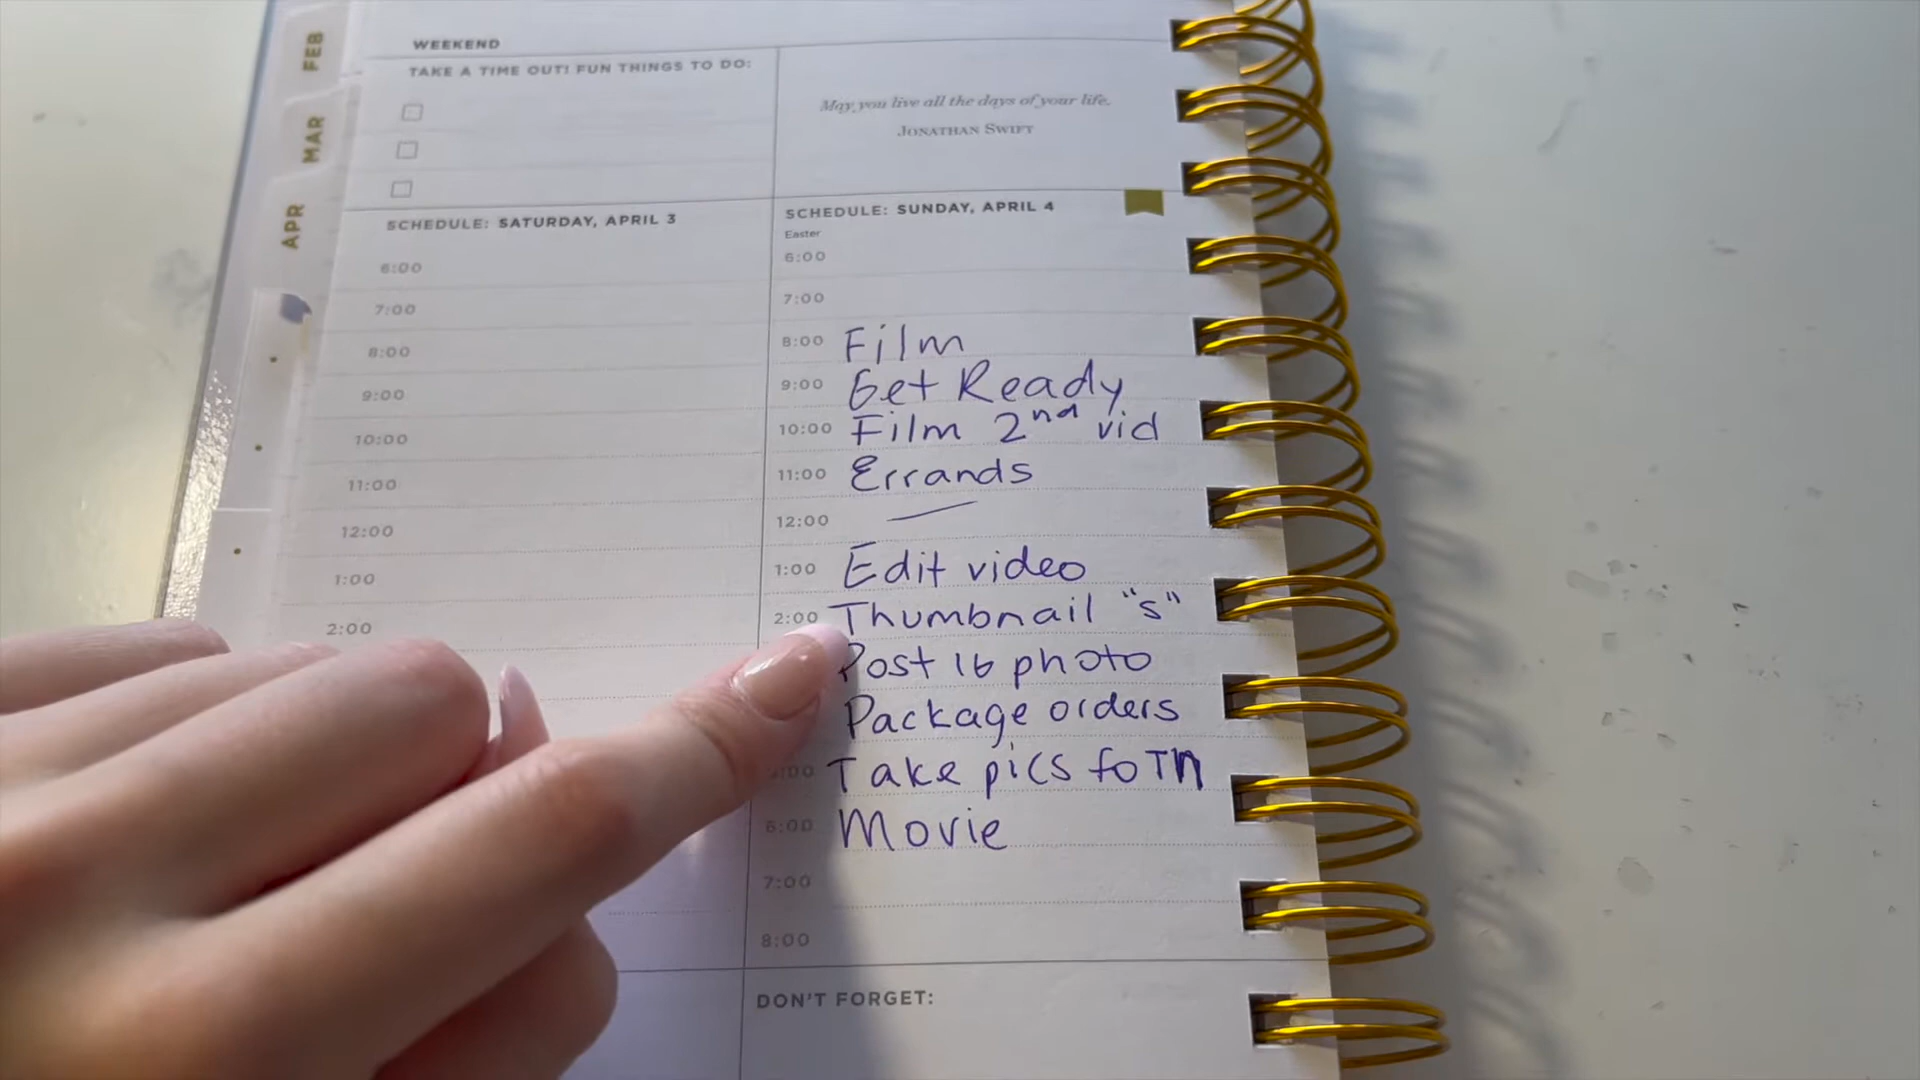 FEB
MAR
APR
WEEKEND
TAKE A TIME OUT! FUN THINGS TO DO:
May you live all the days of your life.
JONATHAN SWIFT
SCHEDULE: SATURDAY, APRIL 3
6:00
7:00
8:00
9:00
10:00
11:00
12:00
1:00
2:00
SCHEDULE: SUNDAY, APRIL 4
Easter
6:00
7:00
8:00 Film
9:00 Get Ready
10:00 Film 2nd vid
11:00 Errands
12:00 —
1:00 Edit video
2:00 Thumbnail "s"
Post 16 photo
Package orders
:00 Take pics fo TN
6:00 Movie
7:00
8:00
DON'T FORGET: